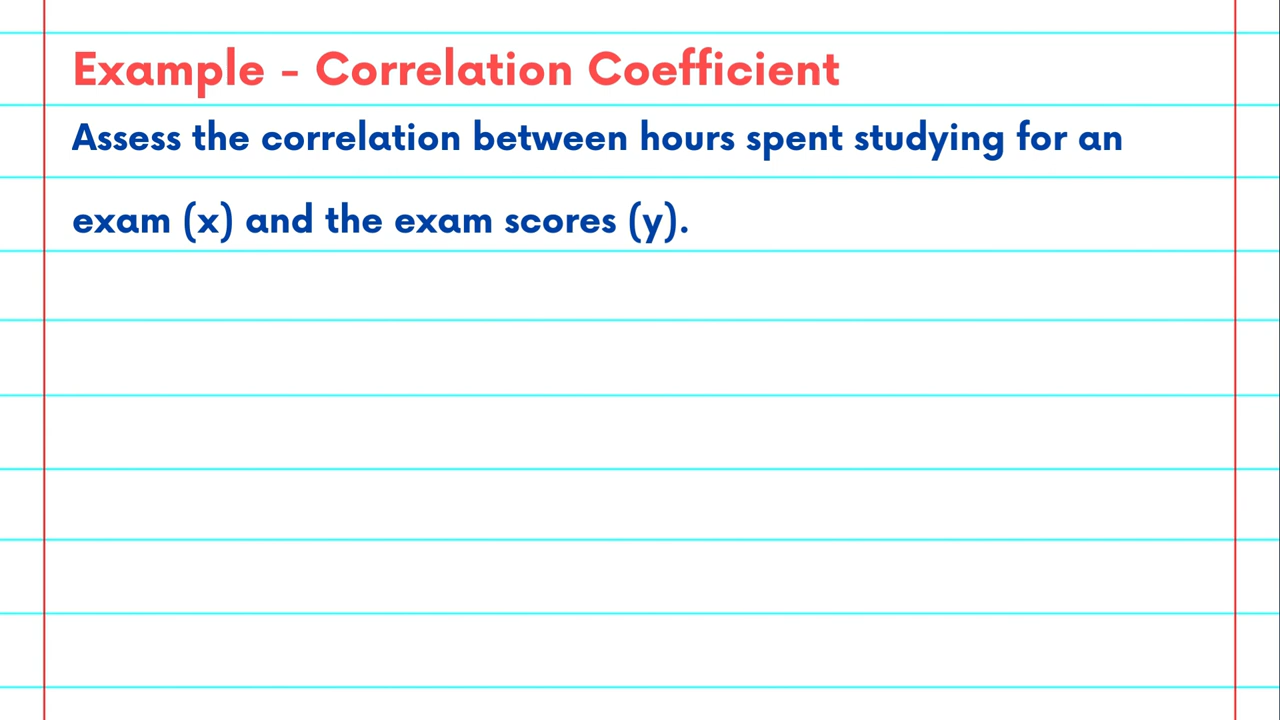 Example - Correlation Coefficient
Assess the correlation between hours spent studying for an
exam (x) and the exam scores (y).